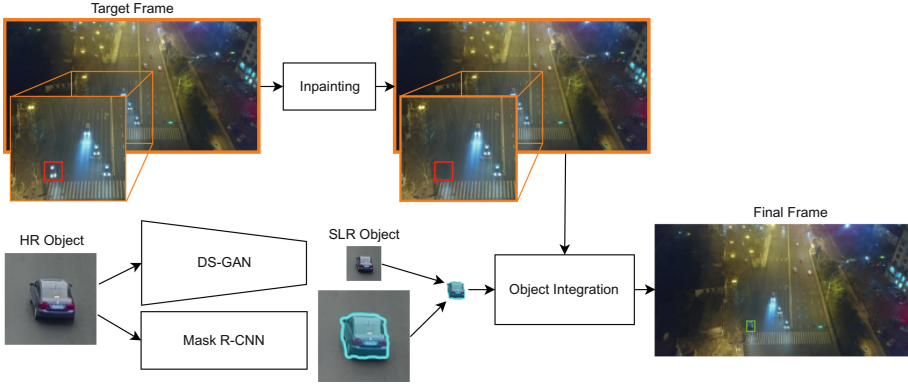 Target Frame
Inpainting
HR Object
DS-GAN
SLR Object
Mask R-CNN
Object Integration
Final Frame